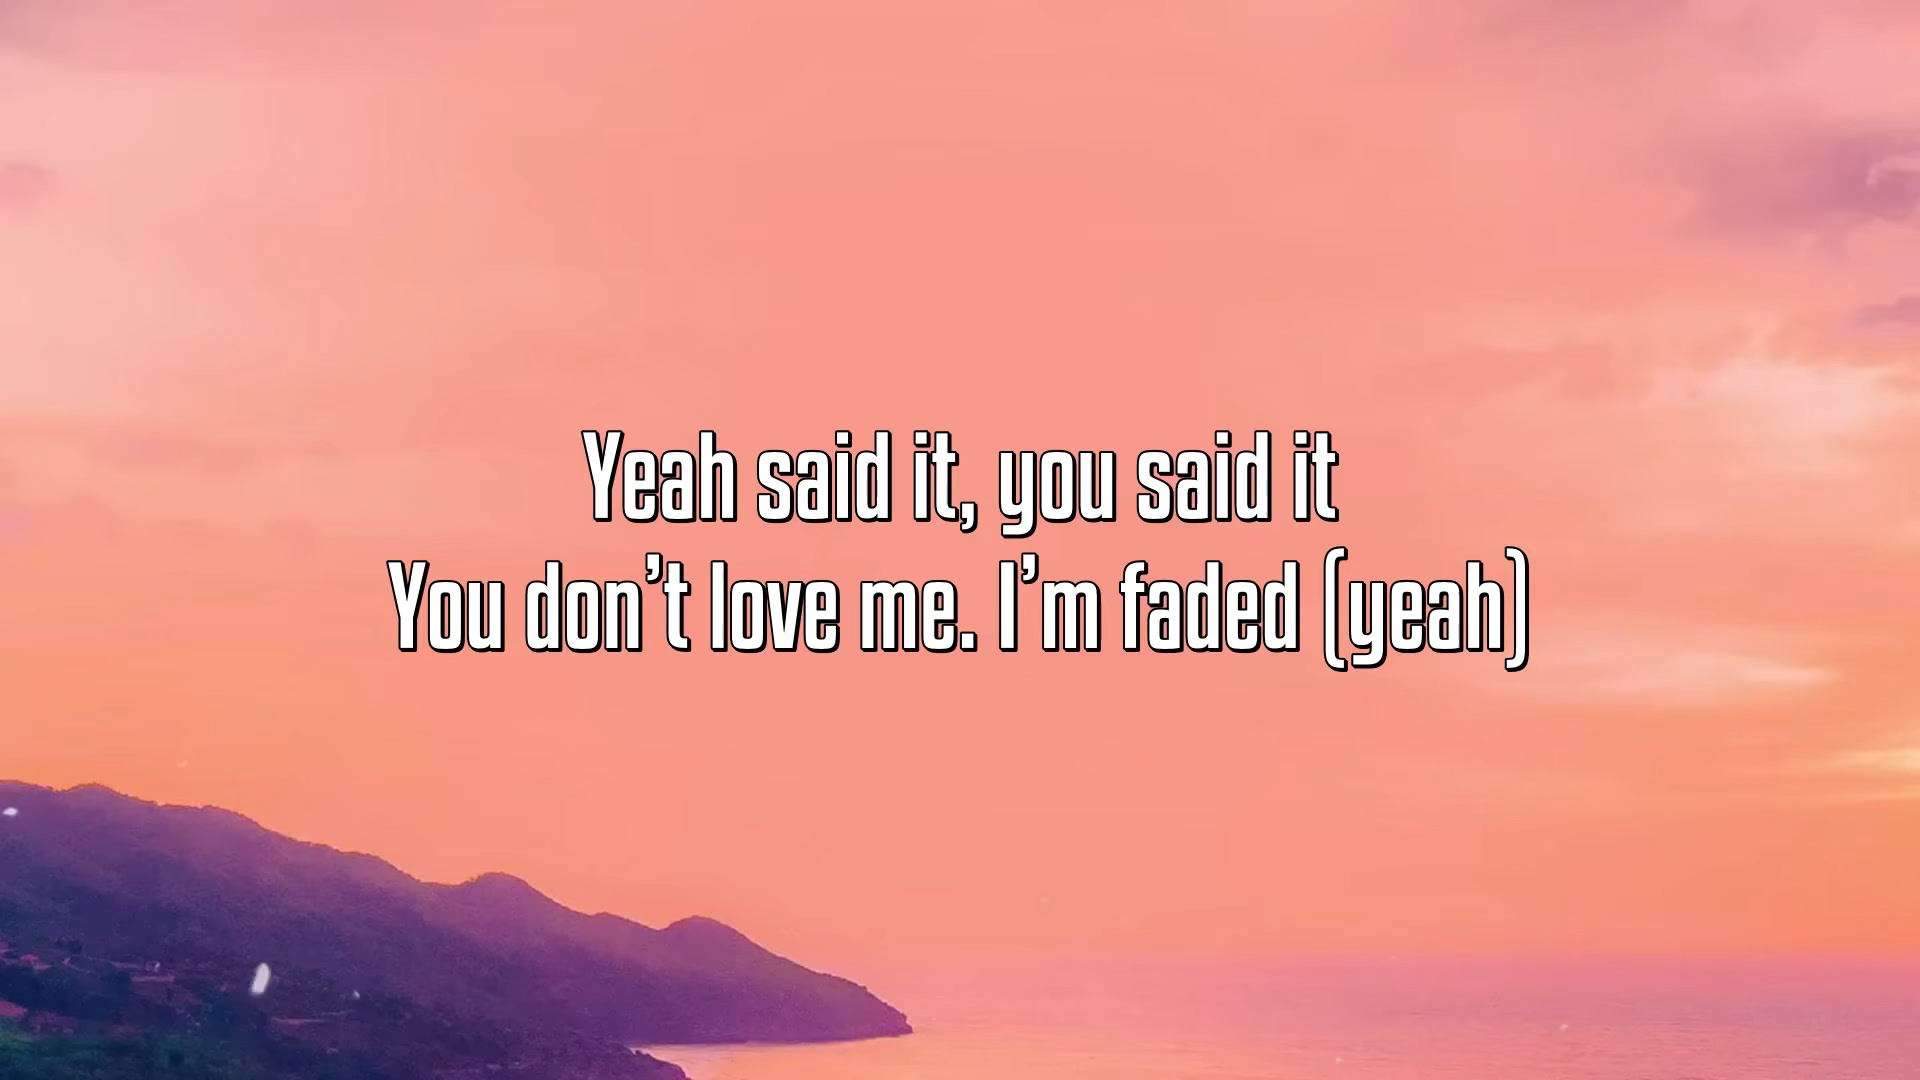 Yeah said it, you said it
You don’t love me. I’m faded (yeah)